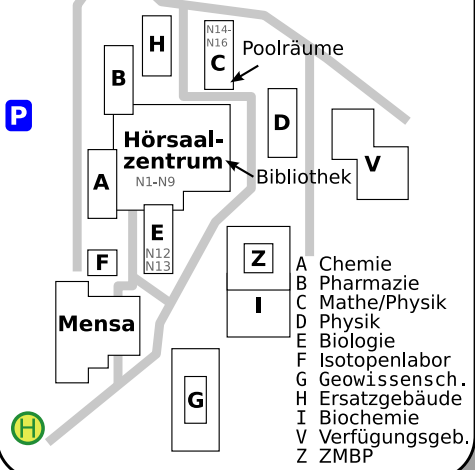 N14-
N16
H
C
Poolräume
B
P
D
Hörsaal-
zentrum
N1-N9
V
A
Bibliothek
E
N12
N13
F
Z
I
Mensa
G
H
A Chemie
B Pharmazie
C Mathe/Physik
D Physik
E Biologie
F Isotopenlabor
G Geowissensch.
H Ersatzgebäude
I Biochemie
V Verfügungsgeb.
Z ZMBP